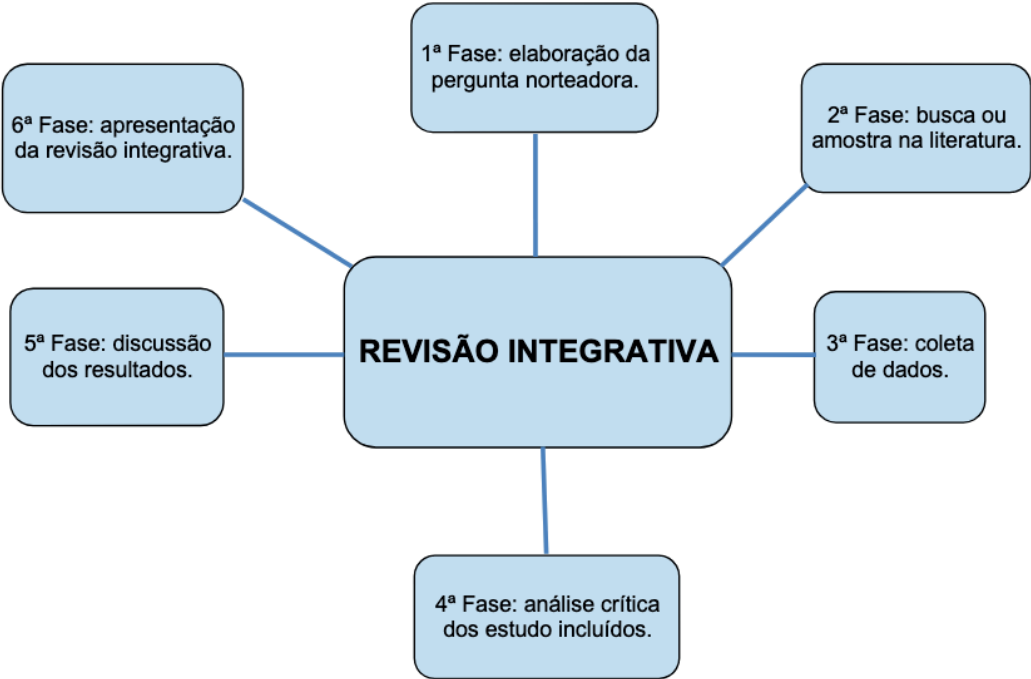 1ª Fase: elaboração da
pergunta norteadora.
2ª Fase: busca ou
amostra na literatura.
3ª Fase: coleta
de dados.
4ª Fase: análise crítica
dos estudo incluídos.
5ª Fase: discussão
dos resultados.
6ª Fase: apresentação
da revisão integrativa.
REVISÃO INTEGRATIVA